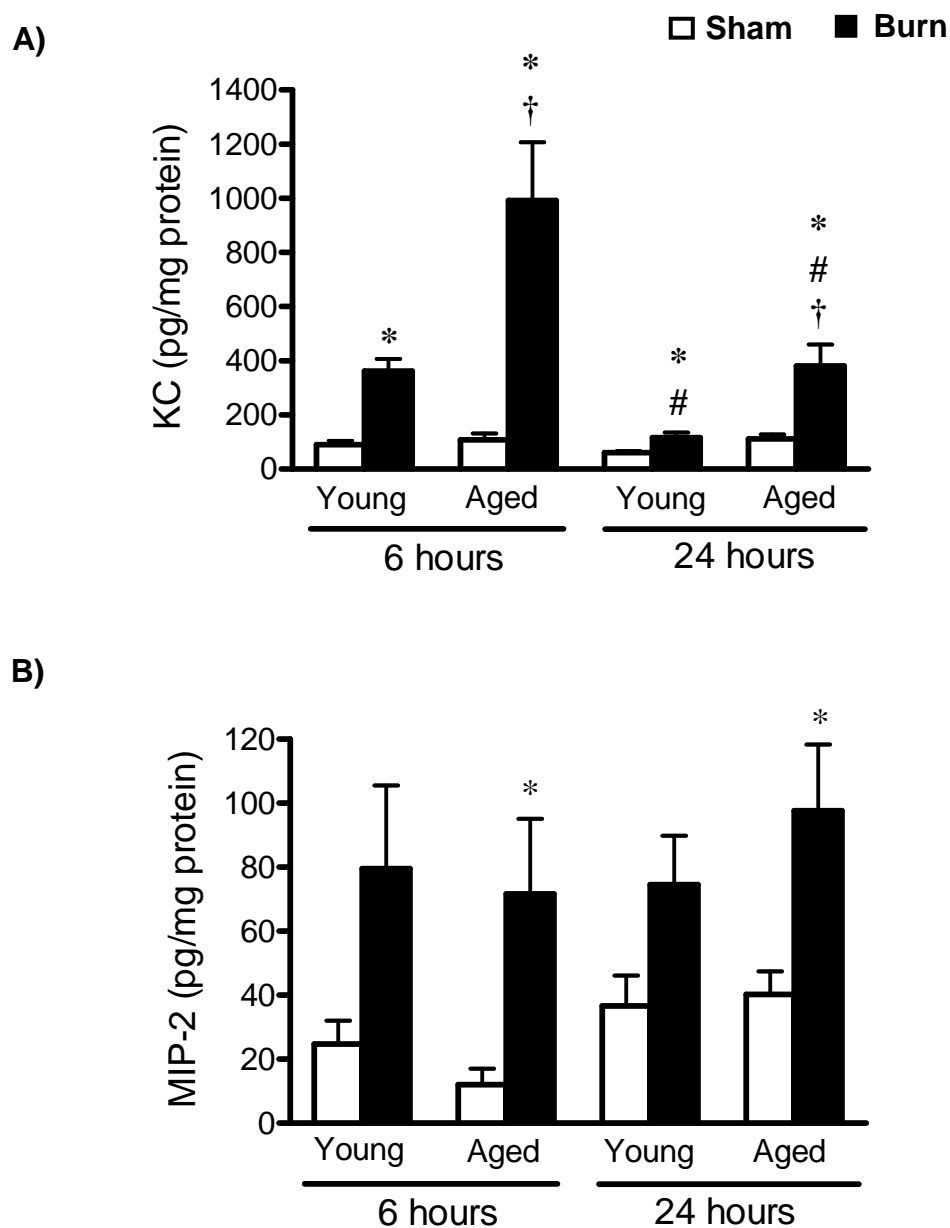 A)
Sham Burn
KC (pg/mg protein)
1400
1200
1000
800
600
400
200
0
*
*
†
*
#
*
#
†
Young Aged Young Aged
6 hours 24 hours
B)
MIP-2 (pg/mg protein)
120
100
80
60
40
20
0
*
*
Young Aged Young Aged
6 hours 24 hours